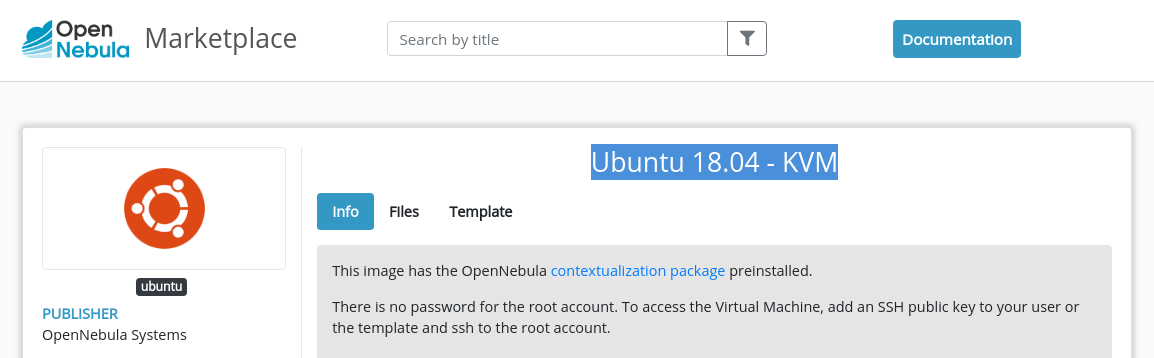 Open
Nebula
Marketplace
Search by title
Documentation
Ubuntu 18.04 - KVM
Info
Files
Template
This image has the OpenNebula contextualization package preinstalled.
There is no password for the root account. To access the Virtual Machine, add an SSH public key to your user or
the template and ssh to the root account.
ubuntu
PUBLISHER
OpenNebula Systems